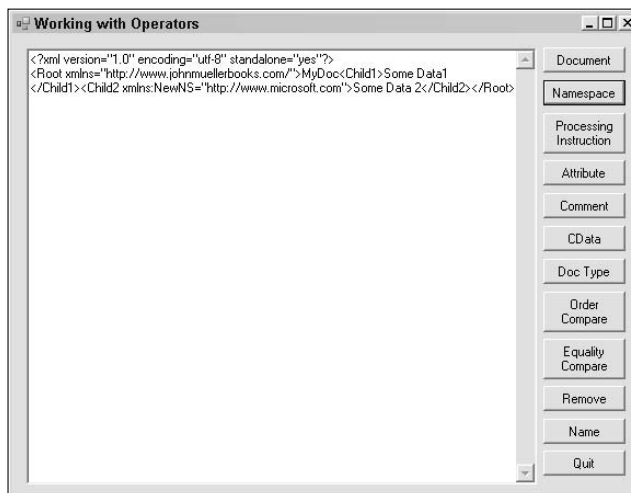 Working with Operators
<?xml version="1.0" encoding="utf-8" standalone="yes"?>
<Root xmlns="http://www.johnmuellerbooks.com/">MyDoc<Child1>Some Data1
</Child1><Child2 xmlns:NewNS="http://www.microsoft.com">Some Data 2</Child2></Root>
Document
Namespace
Processing
Instruction
Attribute
Comment
CData
Doc Type
Order
Compare
Equality
Compare
Remove
Name
Quit